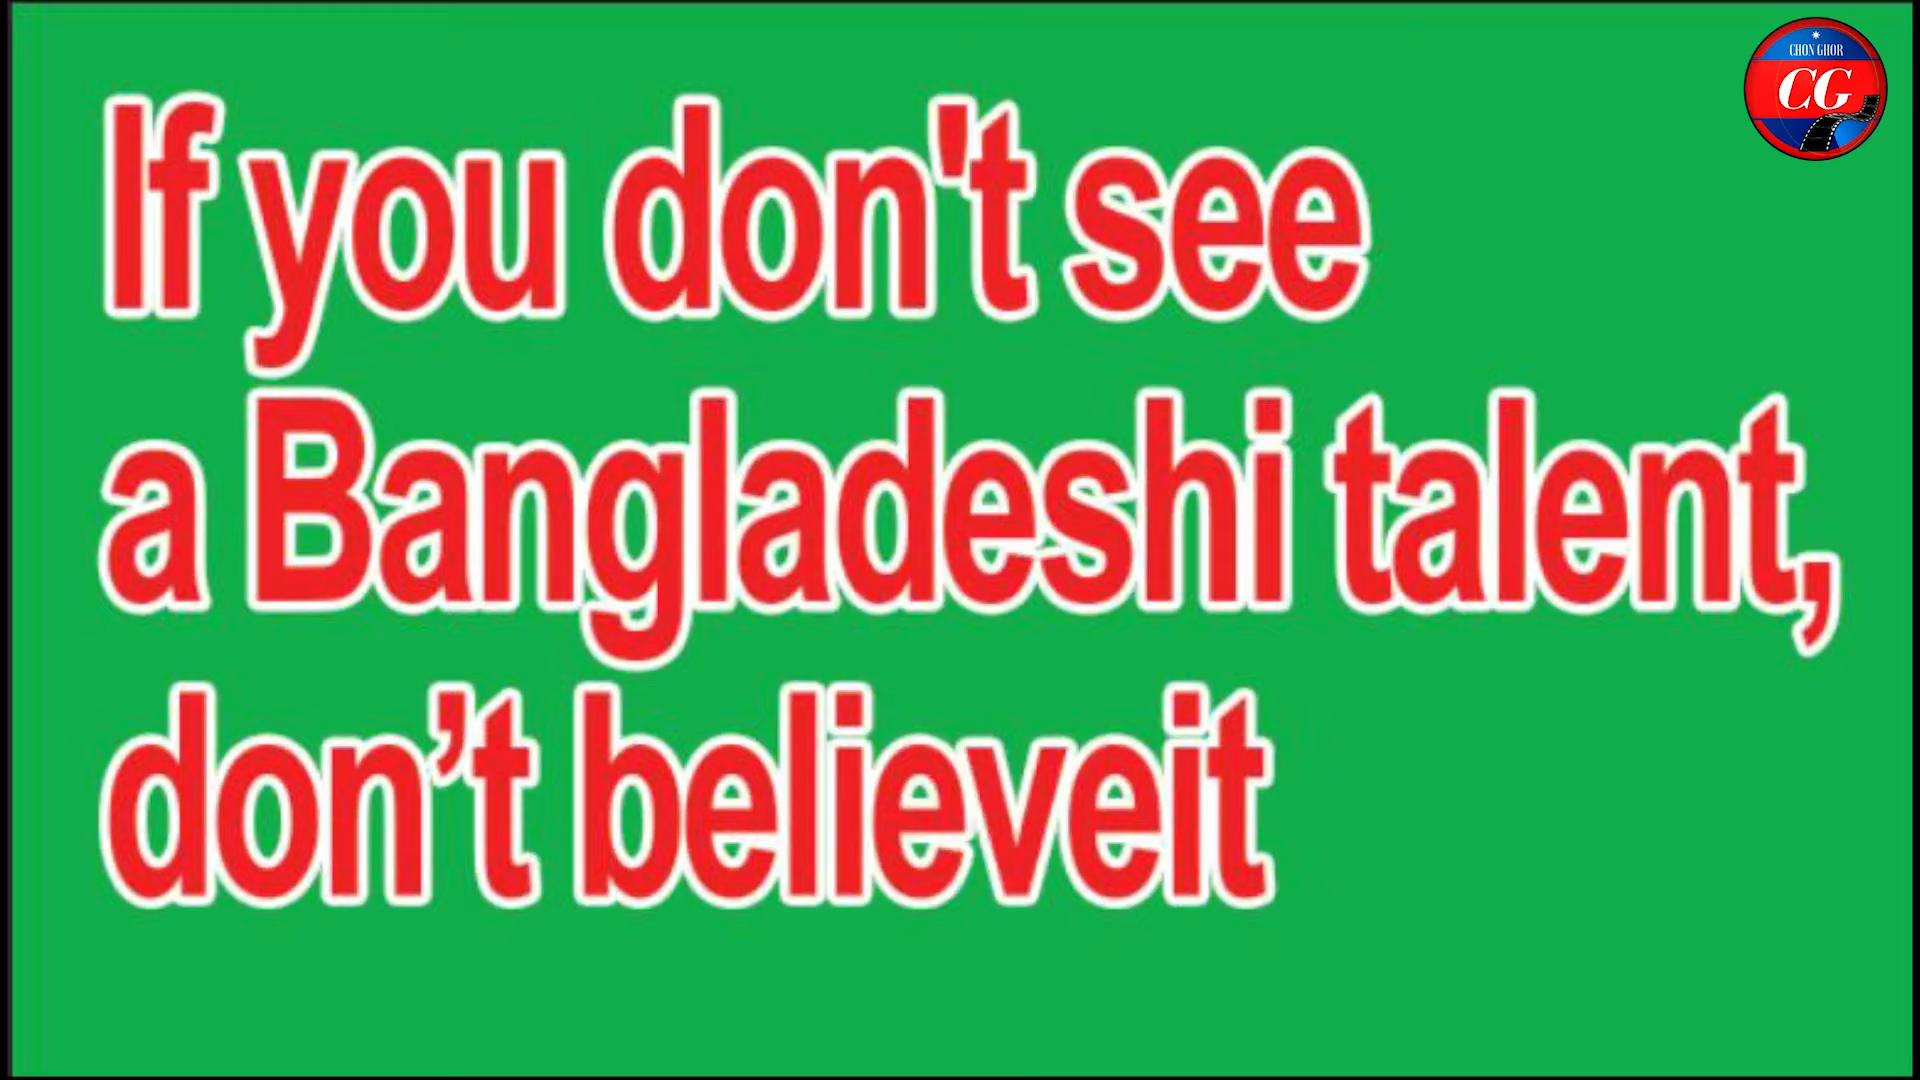 CHON GHOR
CG
If you don't see
a Bangladeshi talent,
don’t believeit